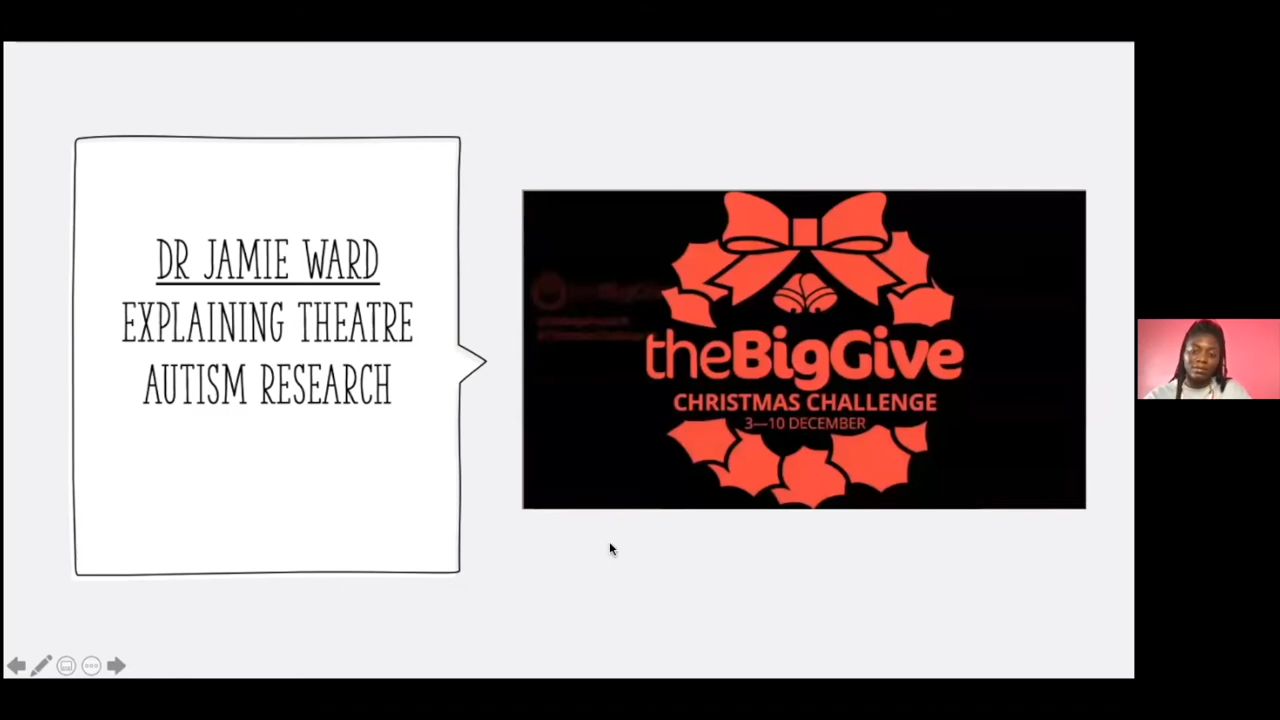 DR JAMIE WARD
EXPLAINING THEATRE
AUTISM RESEARCH
theBigGive
CHRISTMAS CHALLENGE
3—10 DECEMBER